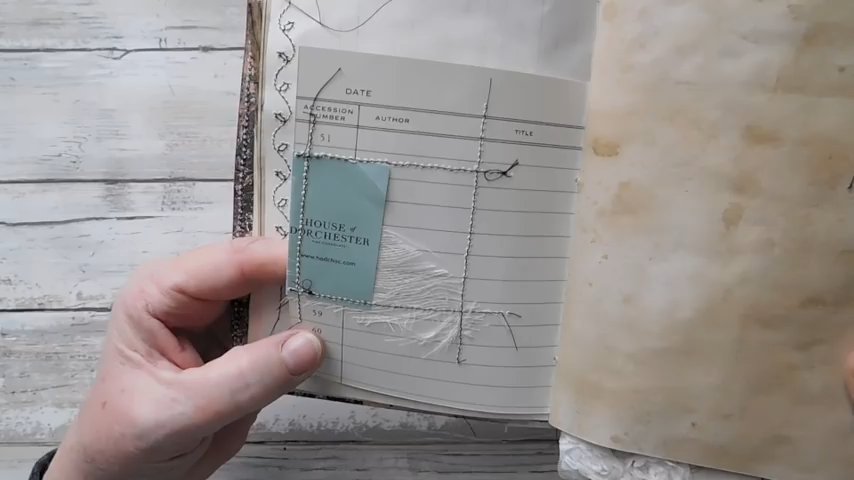 DATE
ACCESSION NUMBER AUTHOR TITLE
51
HOUSE of
DORCHESTER
www.hodchoc.com
59
60